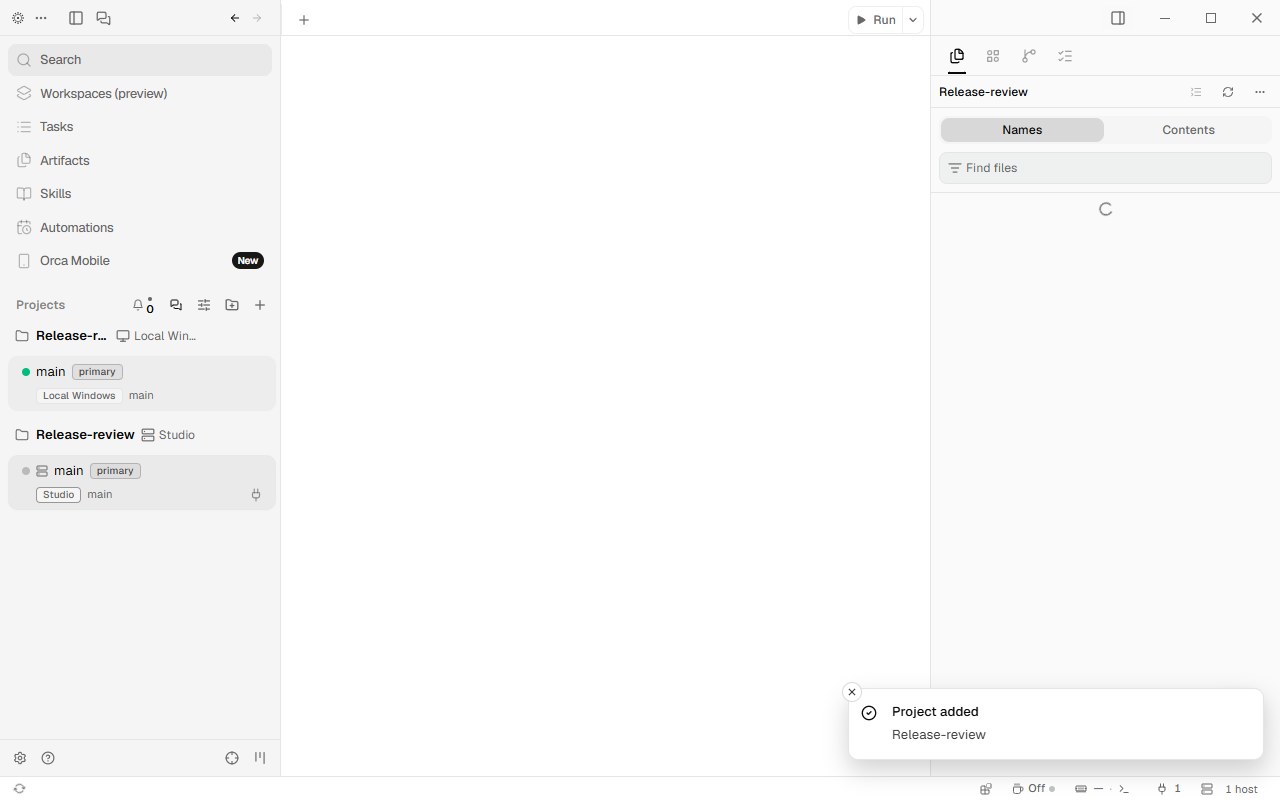 Run
Search
Workspaces (preview)
Tasks
Artifacts
Skills
Automations
Orca Mobile
New
Projects
0
Release-r...
Local Win...
main
primary
Local Windows
main
Release-review
Studio
main
primary
Studio
main
Release-review
Names
Contents
Find files
Project added
Release-review
Off
1
1 host